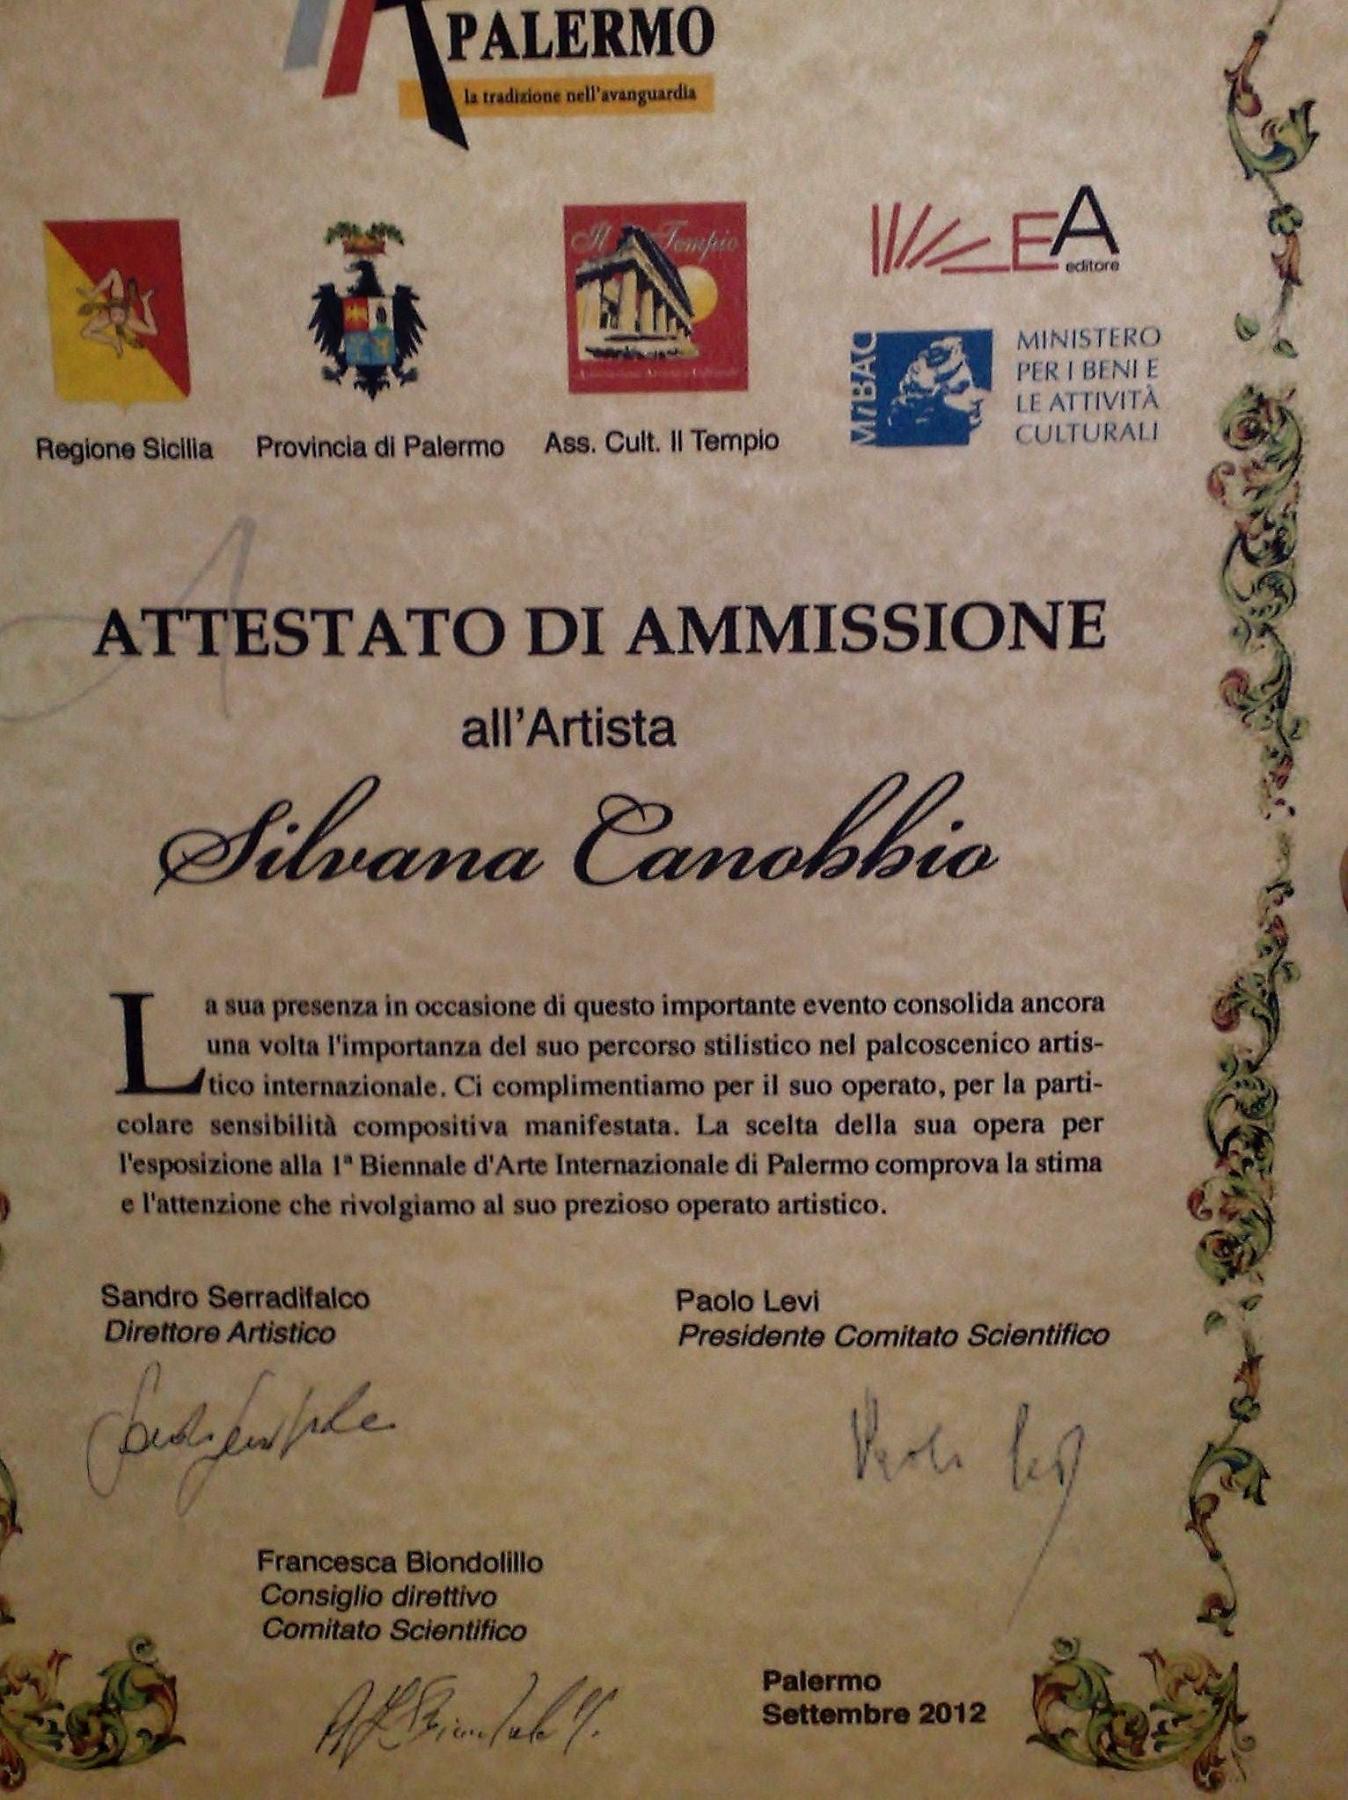 PALERMO
la tradizione nell'avanguardia
Il Tempio
EA
editore
MiBAC
MINISTERO
PER I BENI E
LE ATTIVITÀ
CULTURALI
Regione Sicilia
Provincia di Palermo
Ass. Cult. Il Tempio
ATTESTATO DI AMMISSIONE
all'Artista
Silvana Canobbio
La sua presenza in occasione di questo importante evento consolida ancora
una volta l'importanza del suo percorso stilistico nel palcoscenico artis-
tico internazionale. Ci complimentiamo per il suo operato, per la parti-
colare sensibilità compositiva manifestata. La scelta della sua opera per
l'esposizione alla 1ª Biennale d'Arte Internazionale di Palermo comprova la stima
e l'attenzione che rivolgiamo al suo prezioso operato artistico.
Sandro Serradifalco
Direttore Artistico
Paolo Levi
Presidente Comitato Scientifico
Paolo Levi
Francesca Biondolillo
Consiglio direttivo
Comitato Scientifico
Palermo
Settembre 2012